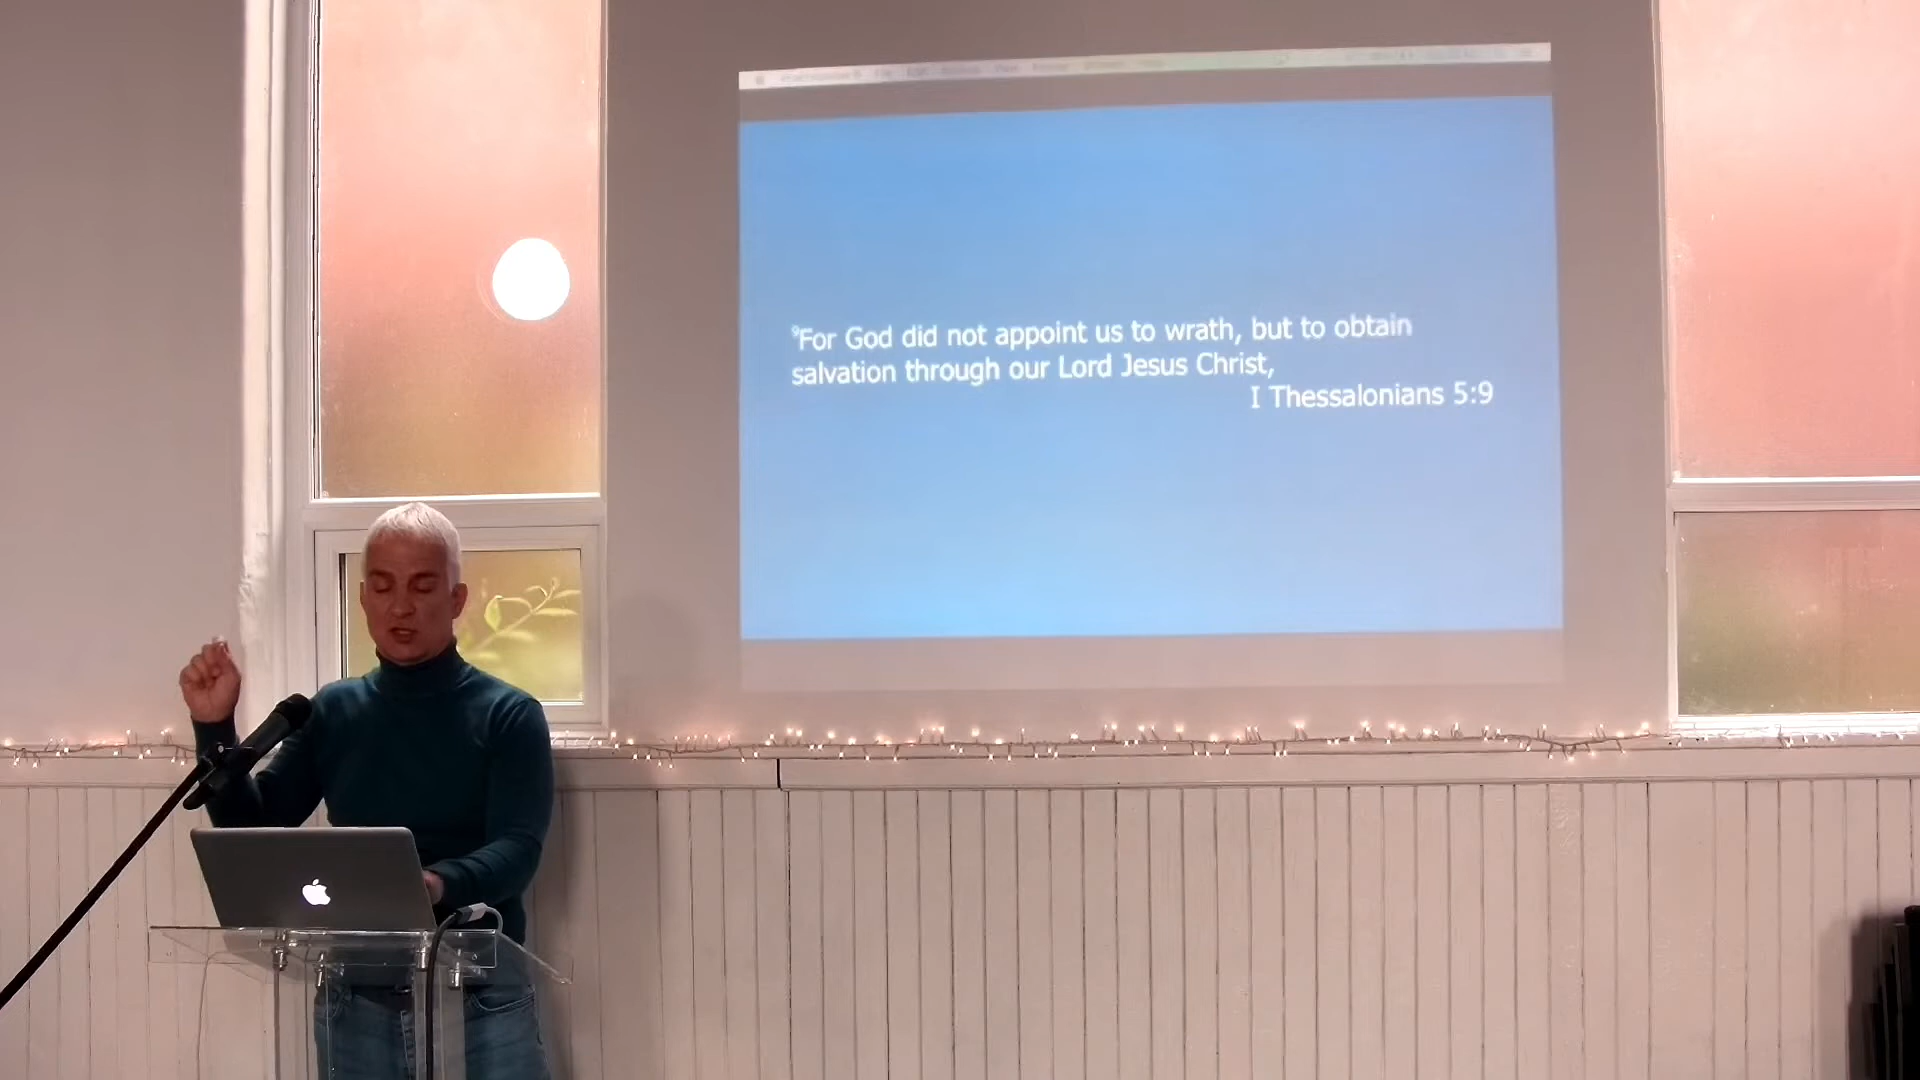 ⁹For God did not appoint us to wrath, but to obtain
salvation through our Lord Jesus Christ,
I Thessalonians 5:9